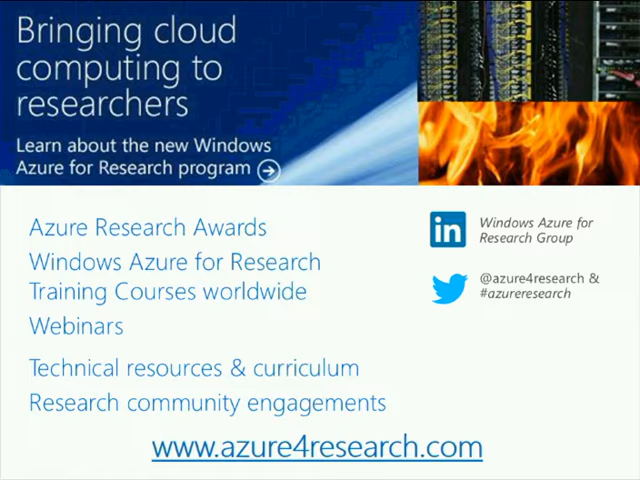 Bringing cloud
computing to
researchers
Learn about the new Windows
Azure for Research program
Azure Research Awards
Windows Azure for Research
Training Courses worldwide
Webinars
Technical resources & curriculum
Research community engagements
in
Windows Azure for
Research Group
@azure4research &
#azureresearch
www.azure4research.com